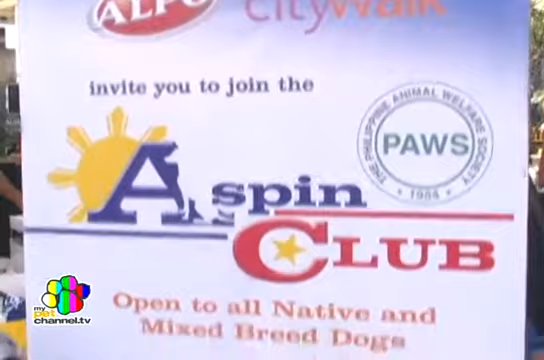 ALPO citywalk
invite you to join the
Aspin
CLUB
THE PHILIPPINE ANIMAL WELFARE SOCIETY
PAWS
• 1954 •
Open to all Native and
Mixed Breed Dogs
my
pet
channel.tv